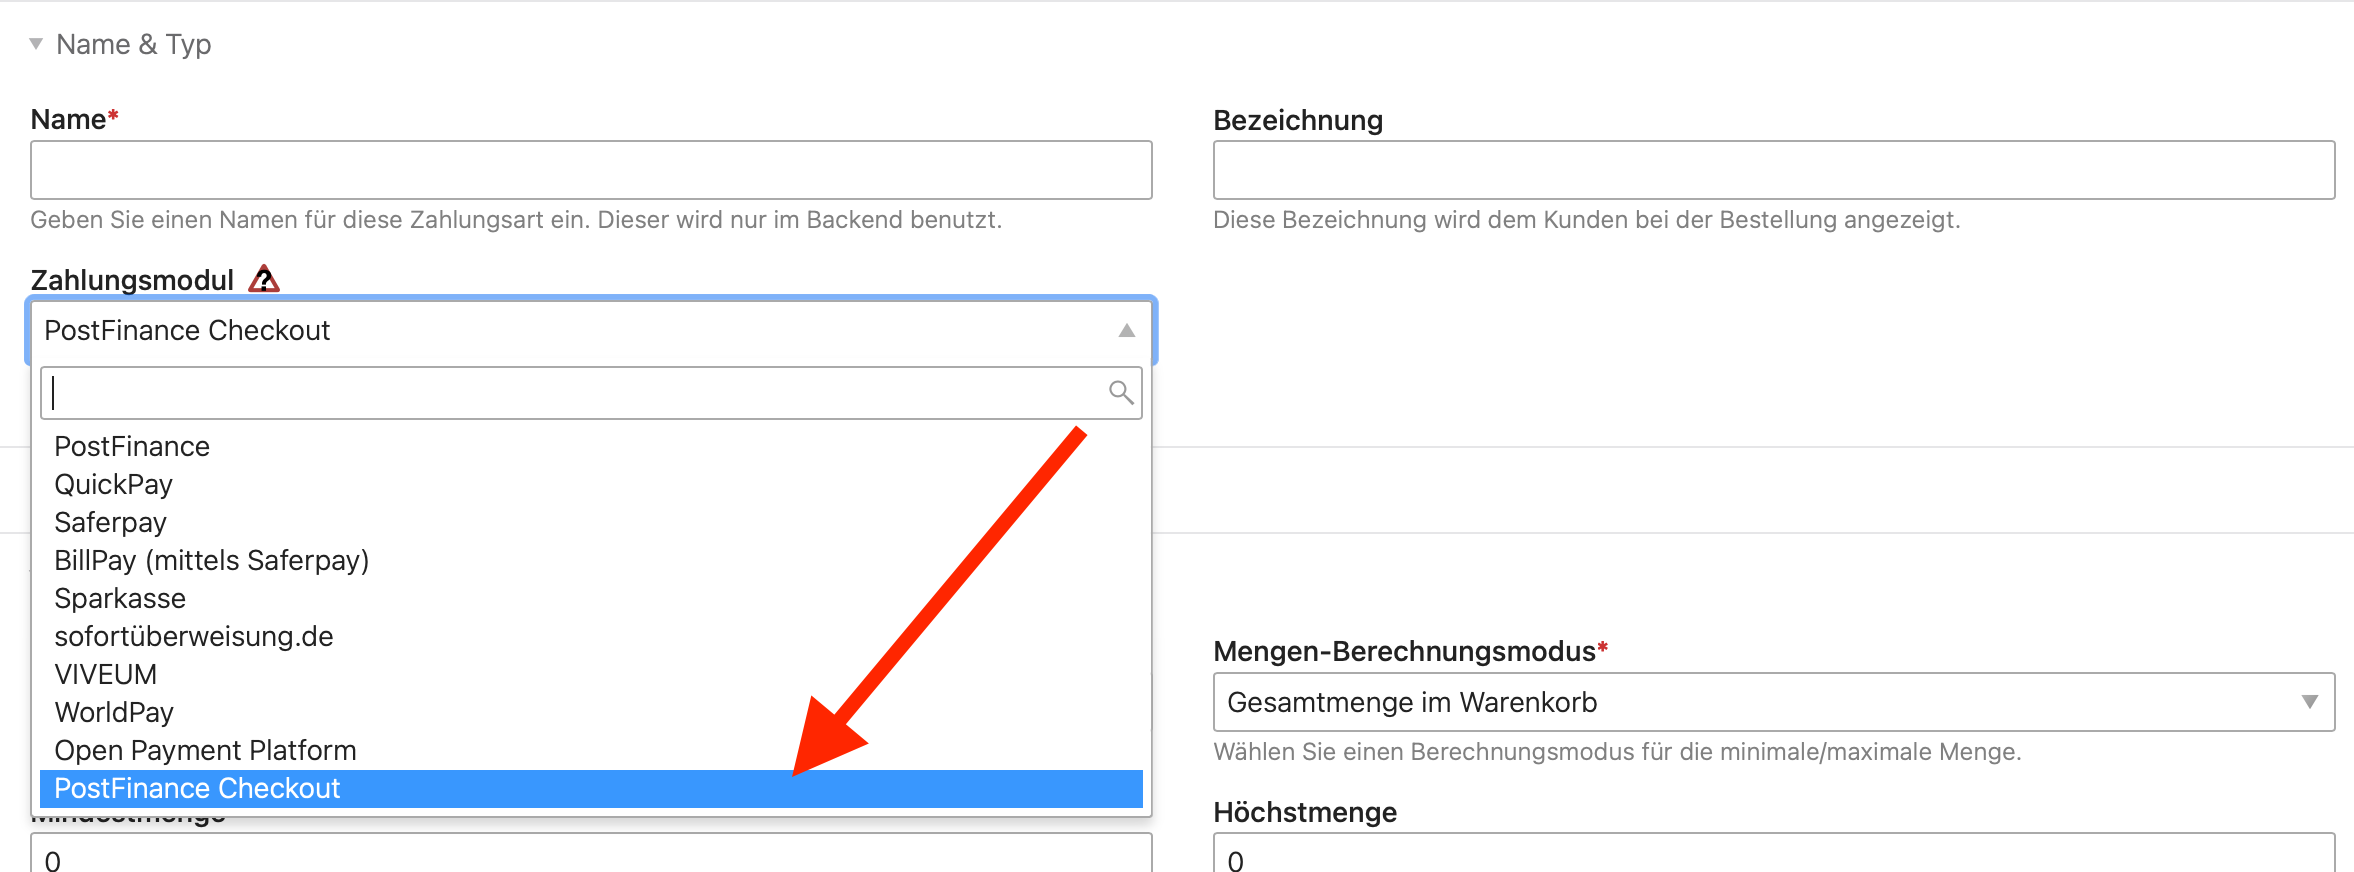 Name & Typ
Name*
Bezeichnung
Geben Sie einen Namen für diese Zahlungsart ein. Dieser wird nur im Backend benutzt.
Diese Bezeichnung wird dem Kunden bei der Bestellung angezeigt.
Zahlungsmodul
PostFinance Checkout
PostFinance
QuickPay
Saferpay
BillPay (mittels Saferpay)
Sparkasse
sofortüberweisung.de
VIVEUM
WorldPay
Open Payment Platform
PostFinance Checkout
Mengen-Berechnungsmodus*
Gesamtmenge im Warenkorb
Wählen Sie einen Berechnungsmodus für die minimale/maximale Menge.
Mindestmenge
Höchstmenge
0
0